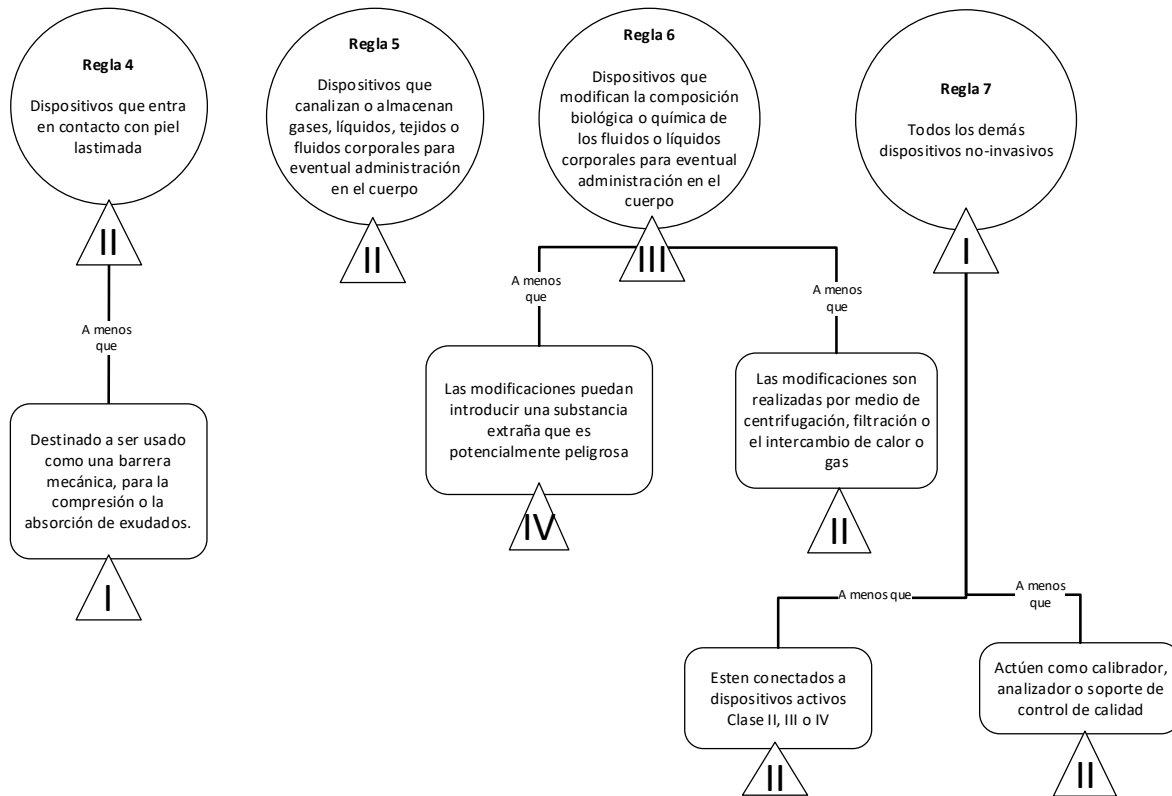 Regla 4
Dispositivos que entra
en contacto con piel
lastimada
II
A menos
que
Destinado a ser usado
como una barrera
mecánica, para la
compresión o la
absorción de exudados.
I
Regla 5
Dispositivos que
canalizan o almacenan
gases, líquidos, tejidos o
fluidos corporales para
eventual administración
en el cuerpo
II
Regla 6
Dispositivos que
modifican la composición
biológica o química de
los fluidos o líquidos
corporales para eventual
administración en el
cuerpo
III
A menos
que
Las modificaciones puedan
introducir una substancia
extraña que es
potencialmente peligrosa
IV
A menos
que
Las modificaciones son
realizadas por medio de
centrifugación, filtración o
el intercambio de calor o
gas
II
Regla 7
Todos los demás
dispositivos no-invasivos
I
A menos que
Esten conectados a
dispositivos activos
Clase II, III o IV
II
A menos
que
Actúen como calibrador,
analizador o soporte de
control de calidad
II